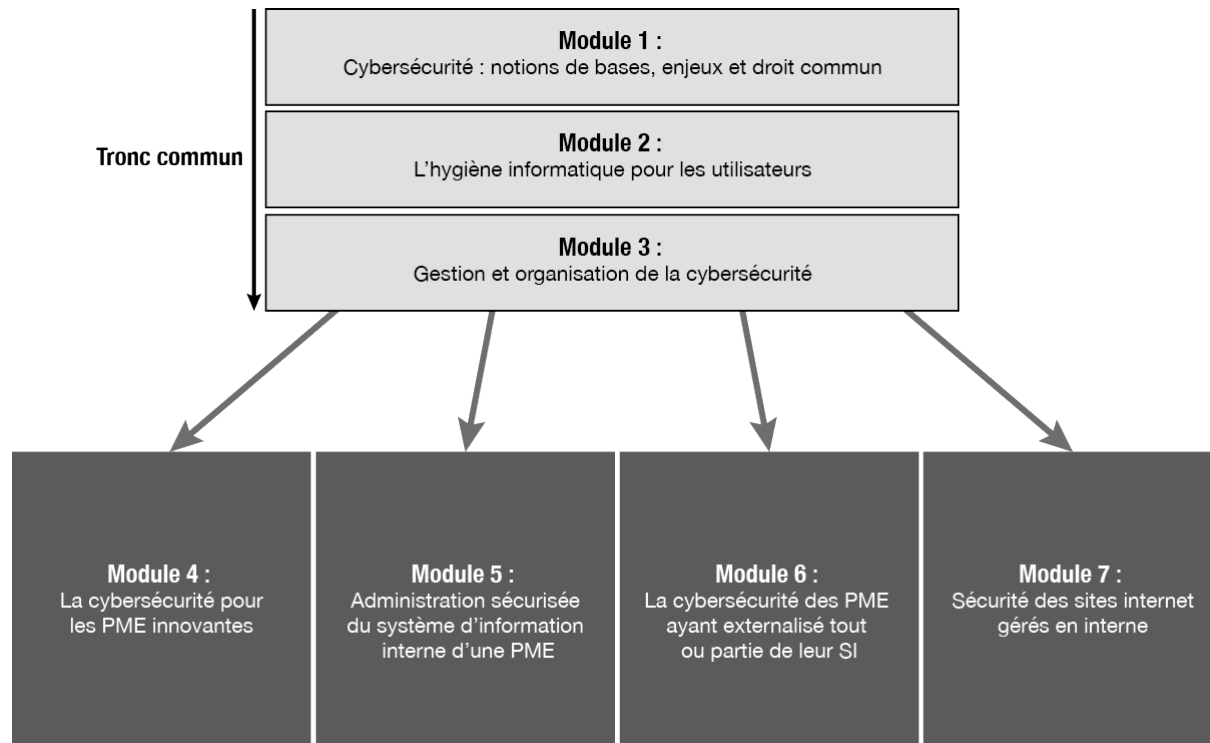 Module 1 :
Cybersécurité : notions de bases, enjeux et droit commun
Tronc commun
Module 2 :
L'hygiène informatique pour les utilisateurs
Module 3 :
Gestion et organisation de la cybersécurité
Module 4 :
La cybersécurité pour
les PME innovantes
Module 5 :
Administration sécurisée
du système d'information
interne d'une PME
Module 6 :
La cybersécurité des PME
ayant externalisé tout
ou partie de leur SI
Module 7 :
Sécurité des sites internet
gérés en interne